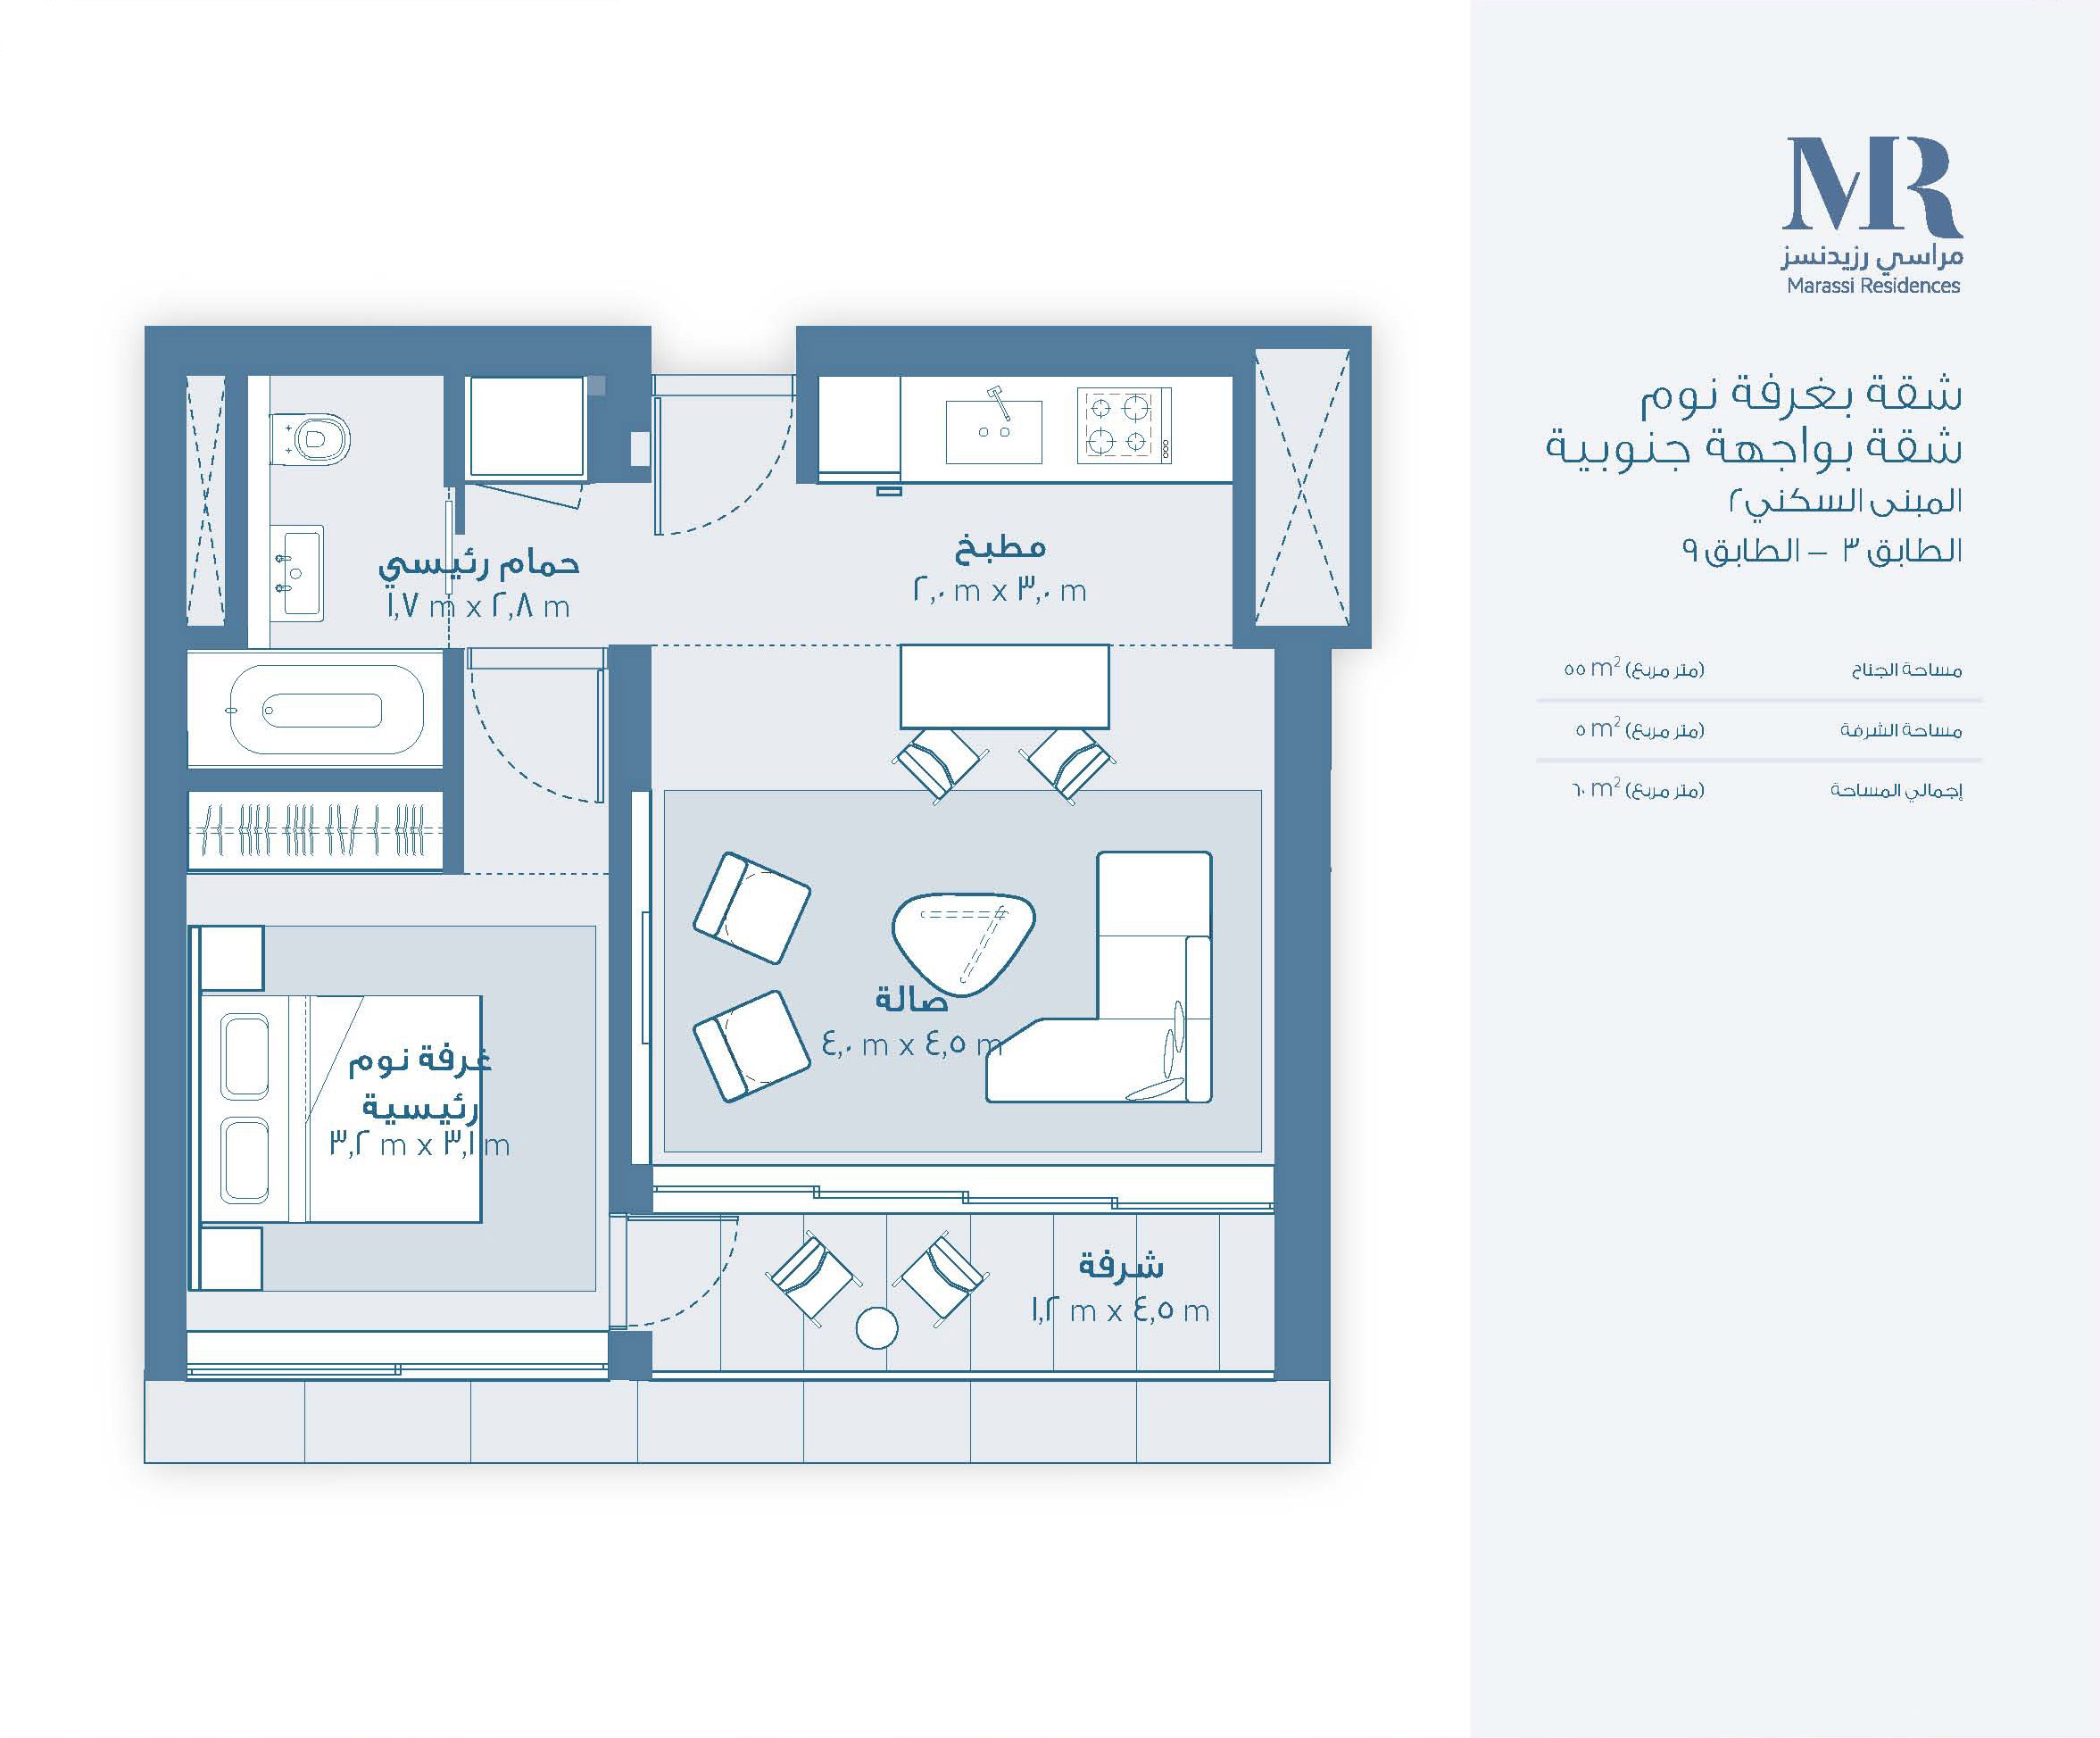 MR
مراسي رزيدنسز
Marassi Residences
شقة بغرفة نوم
شقة بواجهة جنوبية
المبنى السكني ٢
الطابق ٣ – الطابق ٩
مساحة الجناح ٥٥ m² (متر مربع)
مساحة الشرفة ٥ m² (متر مربع)
إجمالي المساحة ٦٠ m² (متر مربع)
مطبخ
٢,٠ m x ٣,٠ m
حمام رئيسي
١,٧ m x ٢,٨ m
صالة
٤,٠ m x ٤,٥ m
غرفة نوم
رئيسية
٣,٢ m x ٣,١ m
شرفة
١,٢ m x ٤,٥ m